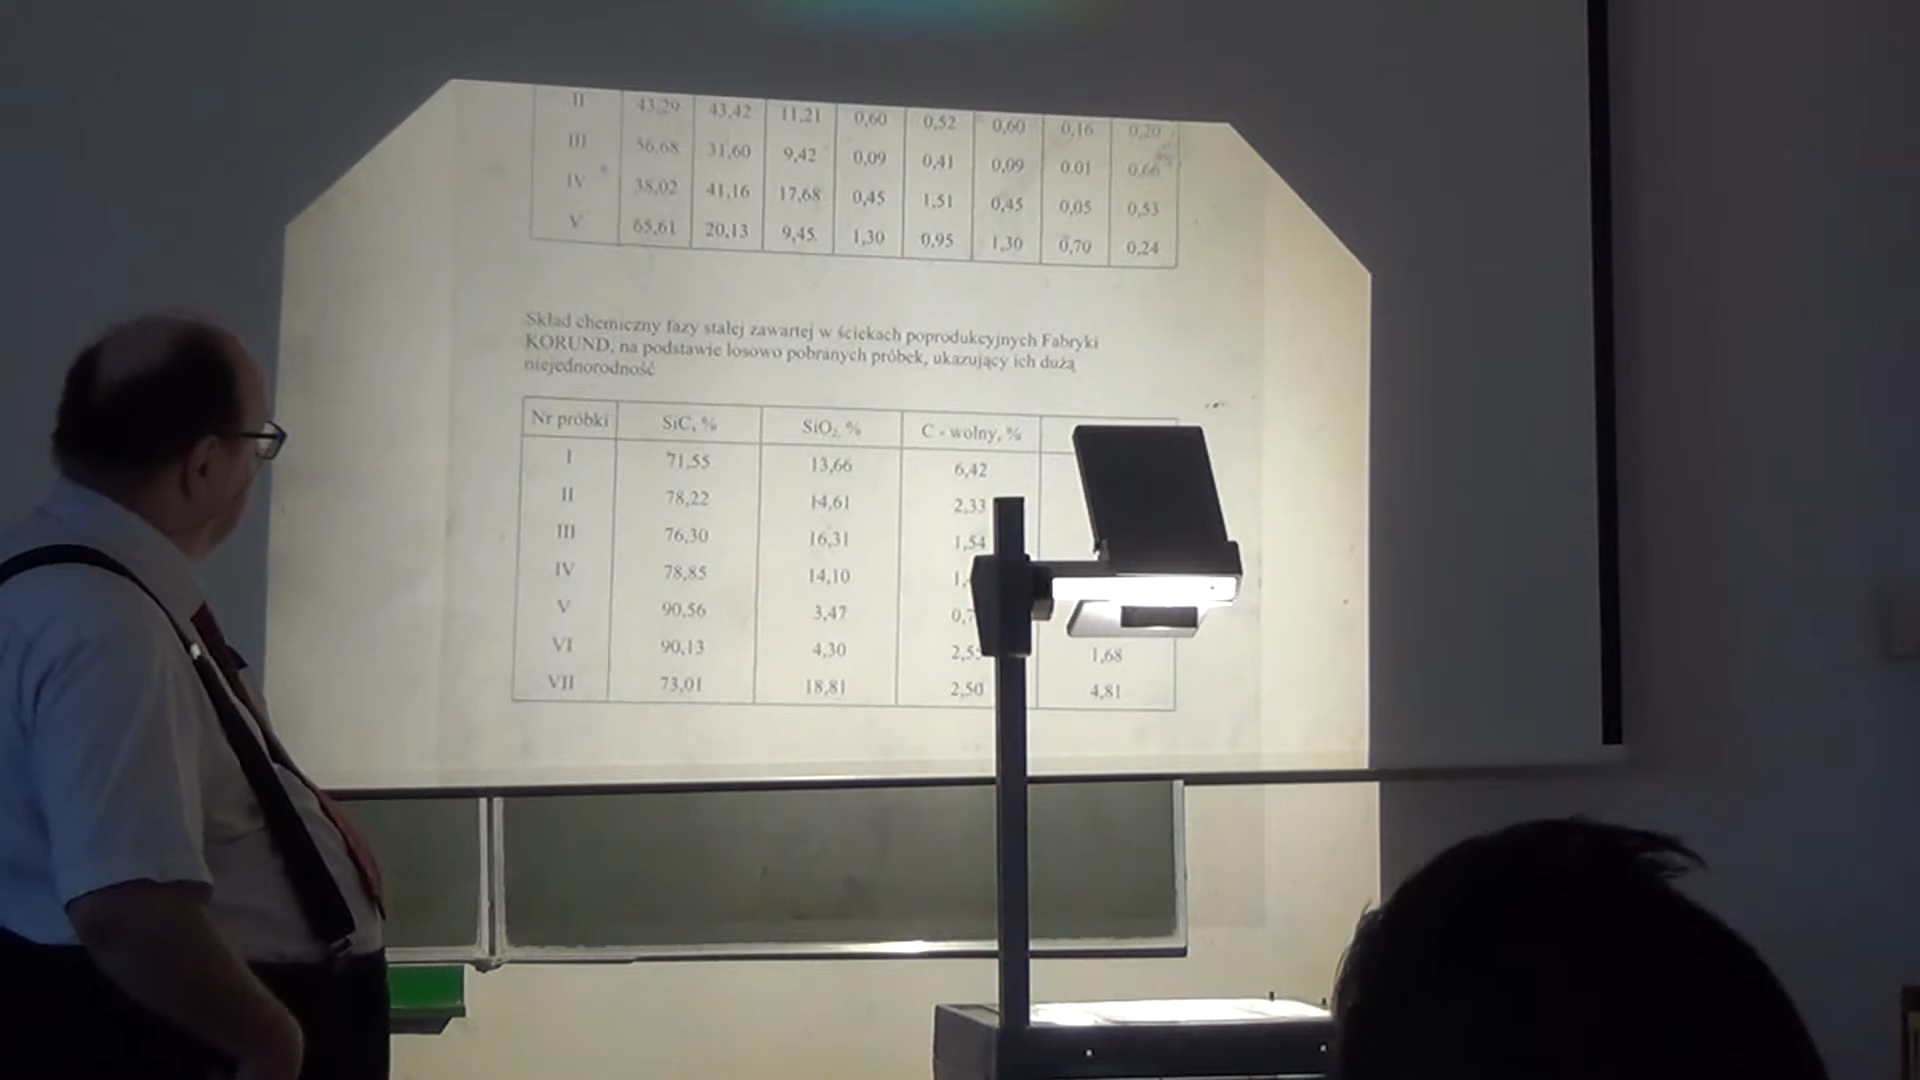 II 43,29 43,42 11,21 0,60 0,52 0,60 0,16 0,20
III 56,68 31,60 9,42 0,09 0,41 0,09 0.01 0,66
IV 38,02 41,16 17,68 0,45 1,51 0,45 0,05 0,53
V 65,61 20,13 9,45 1,30 0,95 1,30 0,70 0,24
Skład chemiczny fazy stałej zawartej w ściekach poprodukcyjnych Fabryki
KORUND, na podstawie losowo pobranych próbek, ukazujący ich dużą
niejednorodność
Nr próbki SiC, % SiO₂, % C - wolny, %
I 71,55 13,66 6,42
II 78,22 14,61 2,33
III 76,30 16,31 1,54
IV 78,85 14,10
V 90,56 3,47
VI 90,13 4,30 1,68
VII 73,01 18,81 2,50 4,81